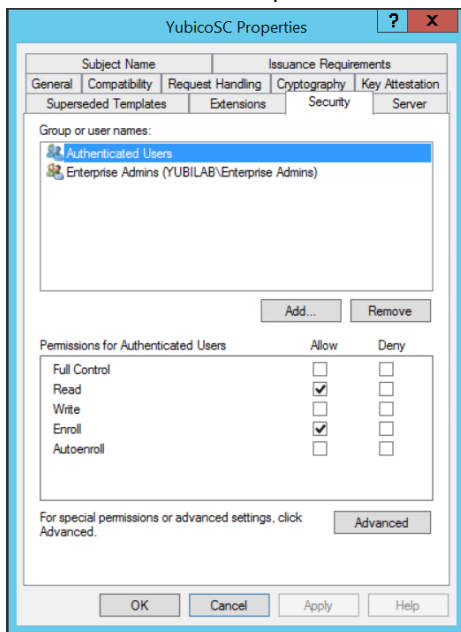 YubicoSC Properties
? X
Subject Name Issuance Requirements
General Compatibility Request Handling Cryptography Key Attestation
Superseded Templates Extensions Security Server
Group or user names:
Authenticated Users
Enterprise Admins (YUBILAB\Enterprise Admins)
Add... Remove
Permissions for Authenticated Users Allow Deny
Full Control
Read
Write
Enroll
Autoenroll
For special permissions or advanced settings, click
Advanced.
Advanced
OK Cancel Apply Help